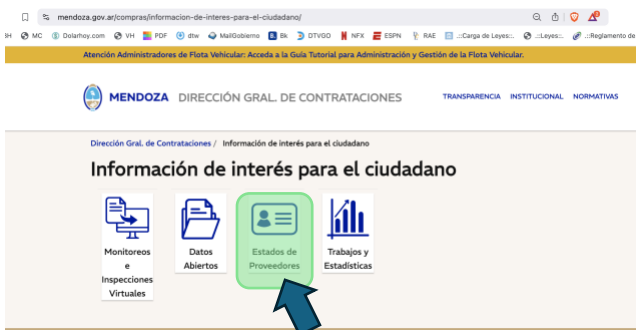 mendoza.gov.ar/compras/informacion-de-interes-para-el-ciudadano/
MC Dolarhoy.com VH PDF dtw MailGobierno Bk DTVGO NFX ESPN RAE .::Carga de Leyes::. .::Leyes::. .::Reglamento de
Atención Administradores de Flota Vehicular: Acceda a la Guía Tutorial para Administración y Gestión de la Flota Vehicular.
MENDOZA DIRECCIÓN GRAL. DE CONTRATACIONES TRANSPARENCIA INSTITUCIONAL NORMATIVAS
Dirección Gral. de Contrataciones / Información de interés para el ciudadano
Información de interés para el ciudadano
Monitoreos
e
Inspecciones
Virtuales
Datos
Abiertos
Estados de
Proveedores
Trabajos y
Estadísticas